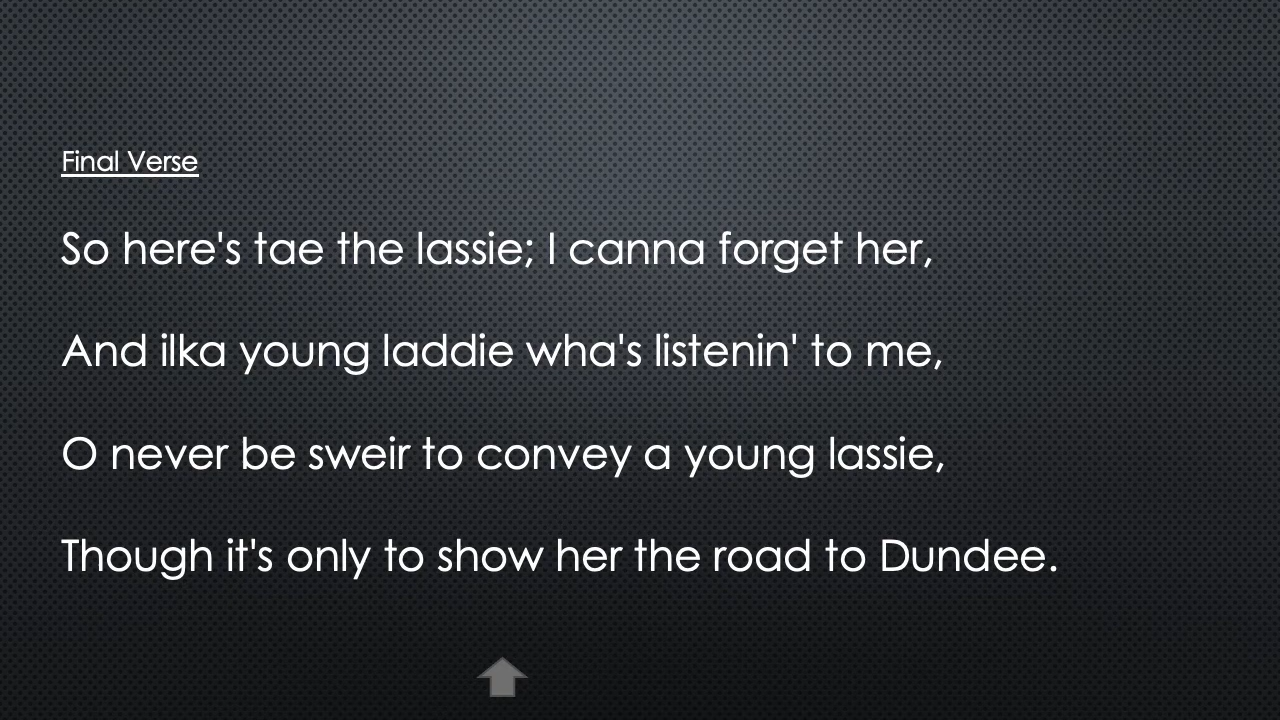 Final Verse
So here's tae the lassie; I canna forget her,
And ilka young laddie wha's listenin' to me,
O never be sweir to convey a young lassie,
Though it's only to show her the road to Dundee.